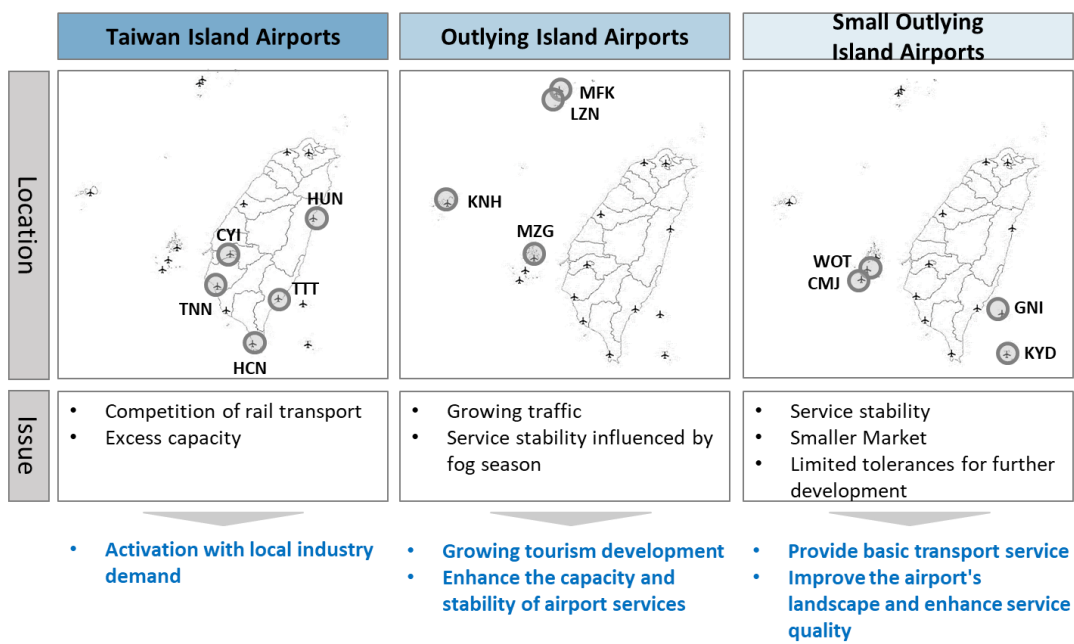 Taiwan Island Airports
Outlying Island Airports
Small Outlying
Island Airports
Location
HUN
CYI
TNN
TTT
HCN
MFK
LZN
KNH
MZG
WOT
CMJ
GNI
KYD
Issue
• Competition of rail transport
• Excess capacity
• Growing traffic
• Service stability influenced by
fog season
• Service stability
• Smaller Market
• Limited tolerances for further
development
• Activation with local industry
demand
• Growing tourism development
• Enhance the capacity and
stability of airport services
• Provide basic transport service
• Improve the airport's
landscape and enhance service
quality